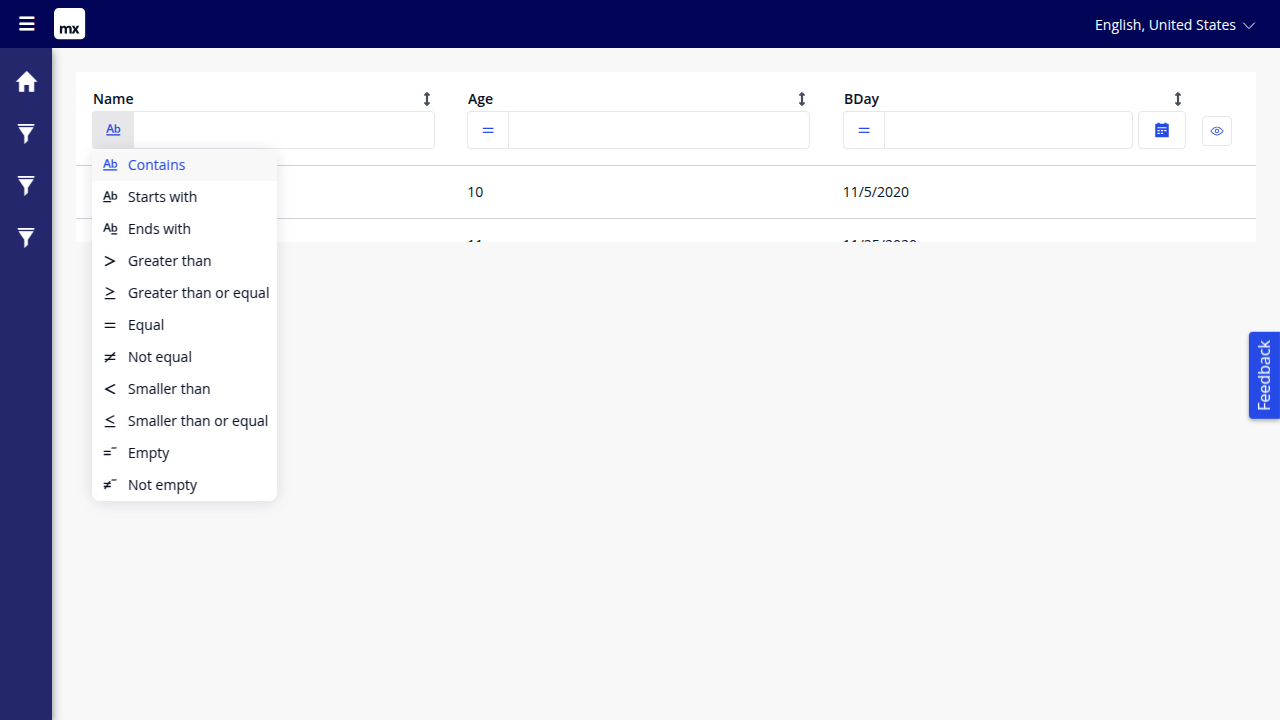 mx
English, United States
Name
Age
BDay
Ab
=
=
Ab Contains
Ab Starts with
Ab Ends with
> Greater than
≥ Greater than or equal
= Equal
≠ Not equal
< Smaller than
≤ Smaller than or equal
Empty
Not empty
10
11/5/2020
Feedback